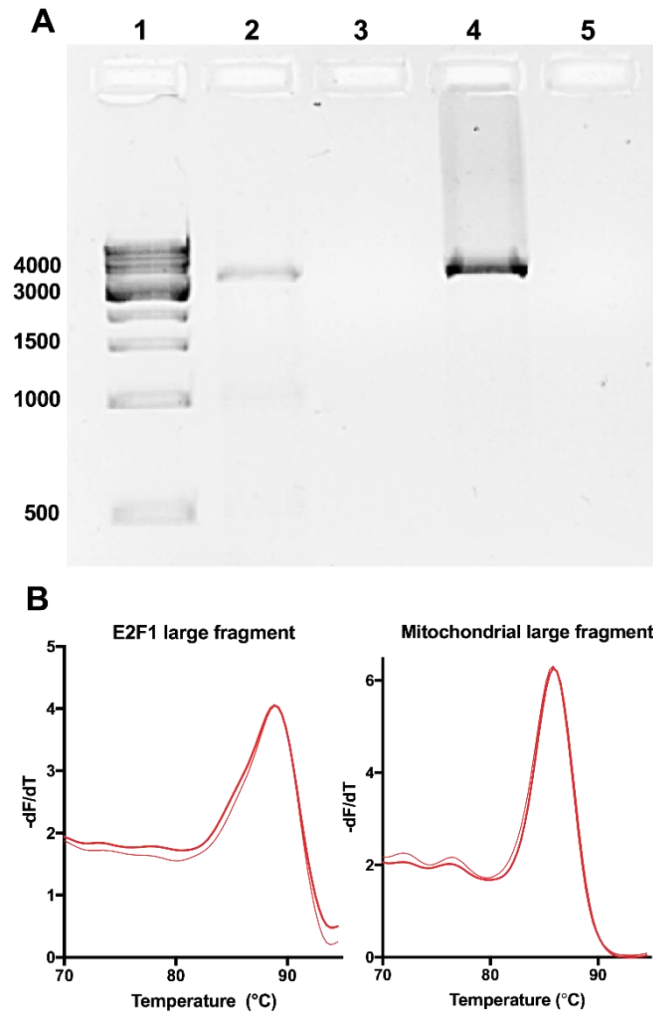 A
1 2 3 4 5
4000
3000
1500
1000
500
B
E2F1 large fragment
5
4
3
2
1
0
-dF/dT
70 80 90
Temperature (°C)
Mitochondrial large fragment
6
4
2
0
-dF/dT
70 80 90
Temperature (°C)